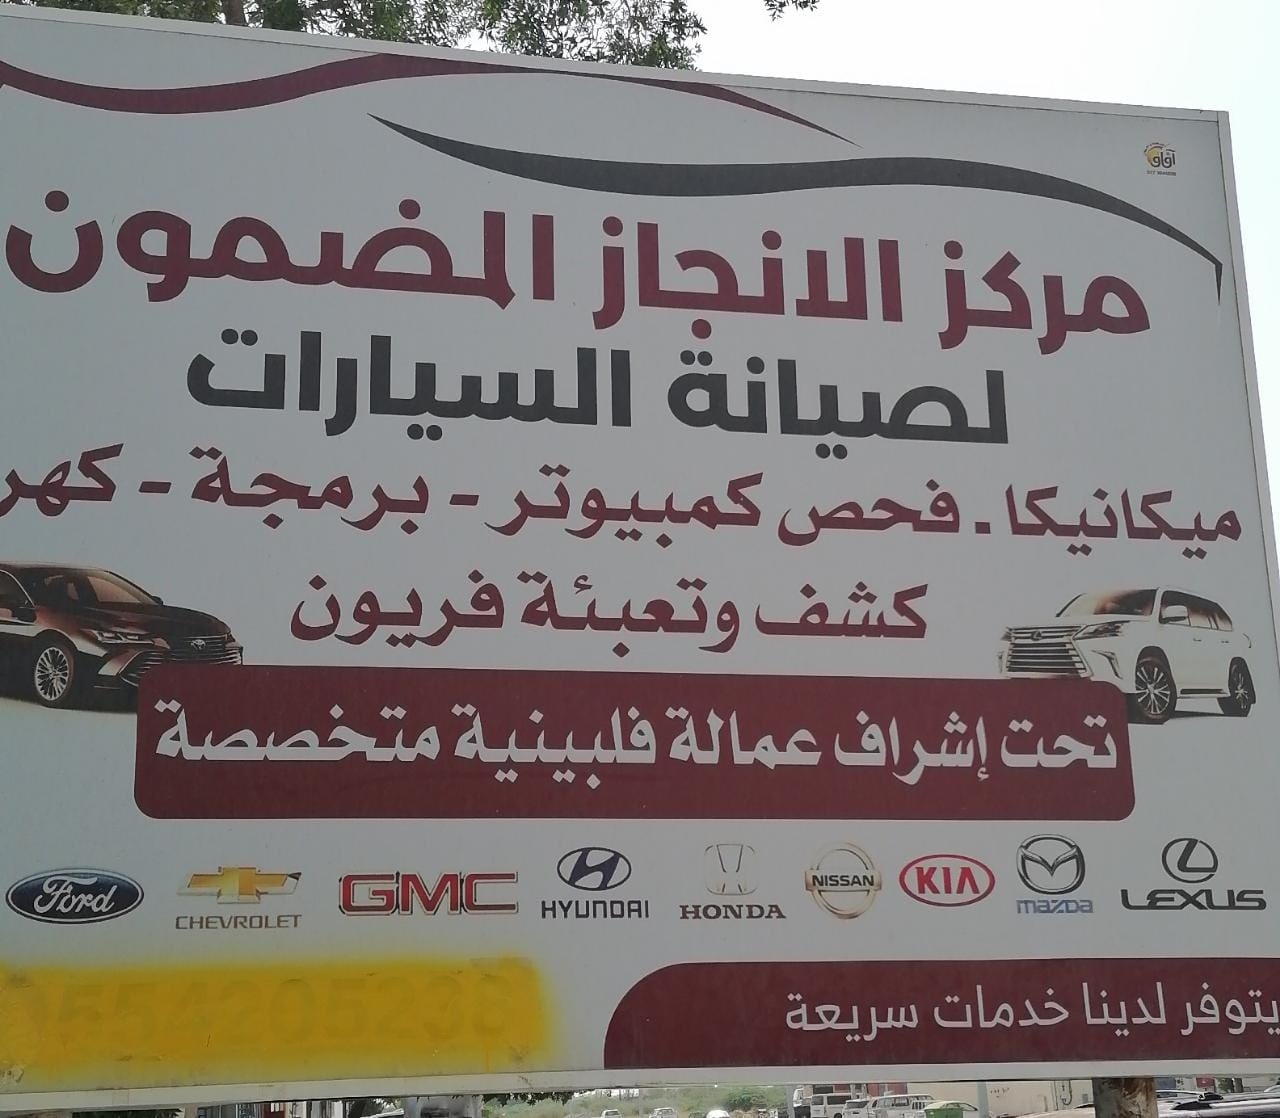 آفاق
مركز الانجاز المضمون
لصيانة السيارات
ميكانيكا . فحص كمبيوتر - برمجة - كهر
كشف وتعبئة فريون
تحت إشراف عمالة فلبينية متخصصة
Ford CHEVROLET GMC HYUNDAI HONDA NISSAN KIA mazda LEXUS
يتوفر لدينا خدمات سريعة